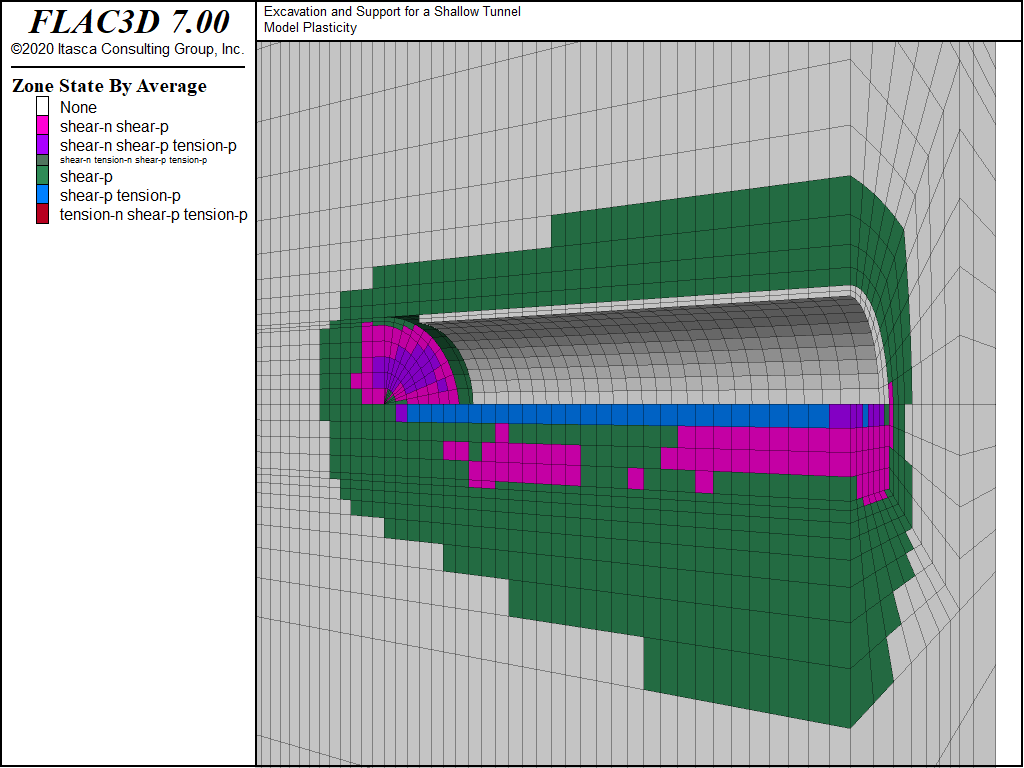 FLAC3D 7.00
©2020 Itasca Consulting Group, Inc.
Zone State By Average
None
shear-n shear-p
shear-n shear-p tension-p
shear-n tension-n shear-p tension-p
shear-p
shear-p tension-p
tension-n shear-p tension-p
Excavation and Support for a Shallow Tunnel
Model Plasticity